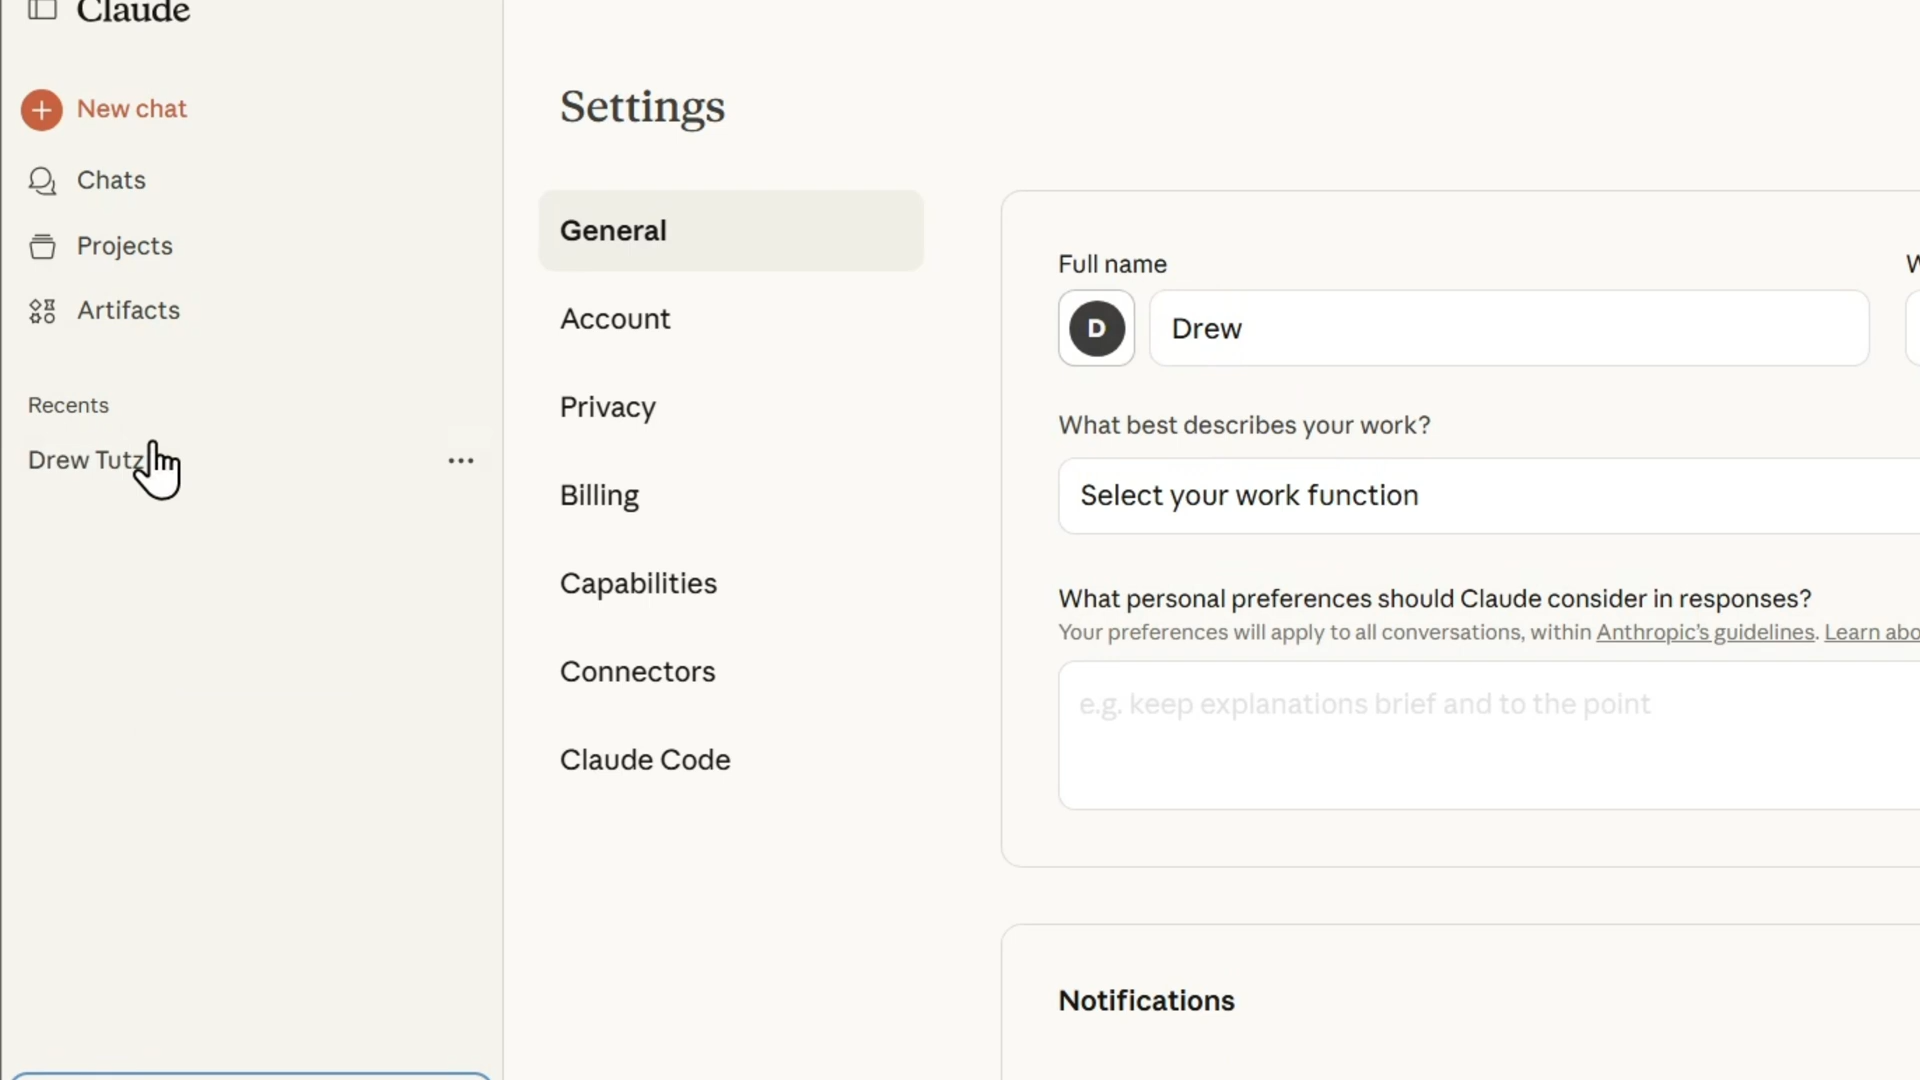 Claude
New chat
Chats
Projects
Artifacts
Recents
Drew Tutz
Settings
General
Account
Privacy
Billing
Capabilities
Connectors
Claude Code
Full name
D
Drew
What best describes your work?
Select your work function
What personal preferences should Claude consider in responses?
Your preferences will apply to all conversations, within Anthropic's guidelines. Learn abo
e.g. keep explanations brief and to the point
Notifications